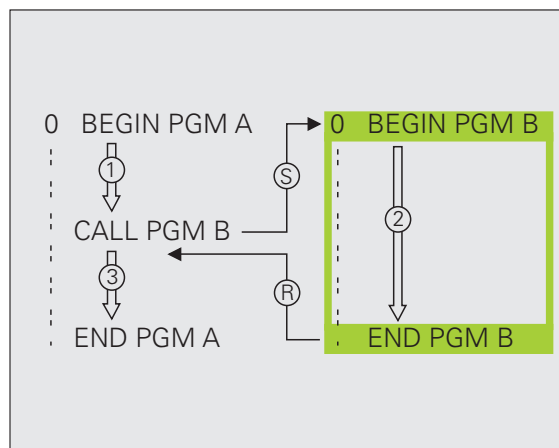 0 BEGIN PGM A
1
CALL PGM B
3
END PGM A
S
R
0 BEGIN PGM B
2
END PGM B